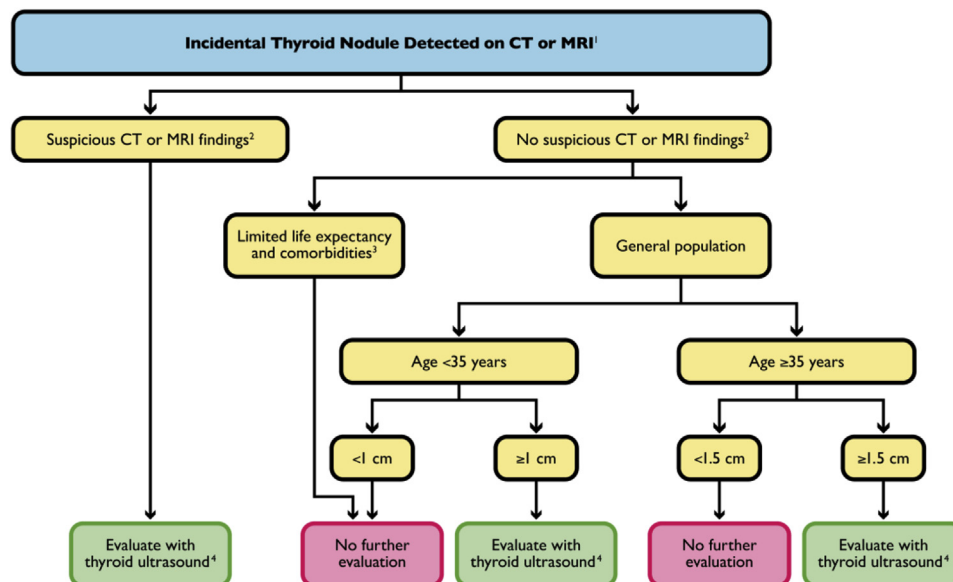 Incidental Thyroid Nodule Detected on CT or MRI¹
Suspicious CT or MRI findings²
No suspicious CT or MRI findings²
Limited life expectancy
and comorbidities³
General population
Age <35 years
Age ≥35 years
<1 cm
≥1 cm
<1.5 cm
≥1.5 cm
Evaluate with
thyroid ultrasound⁴
No further
evaluation
Evaluate with
thyroid ultrasound⁴
No further
evaluation
Evaluate with
thyroid ultrasound⁴